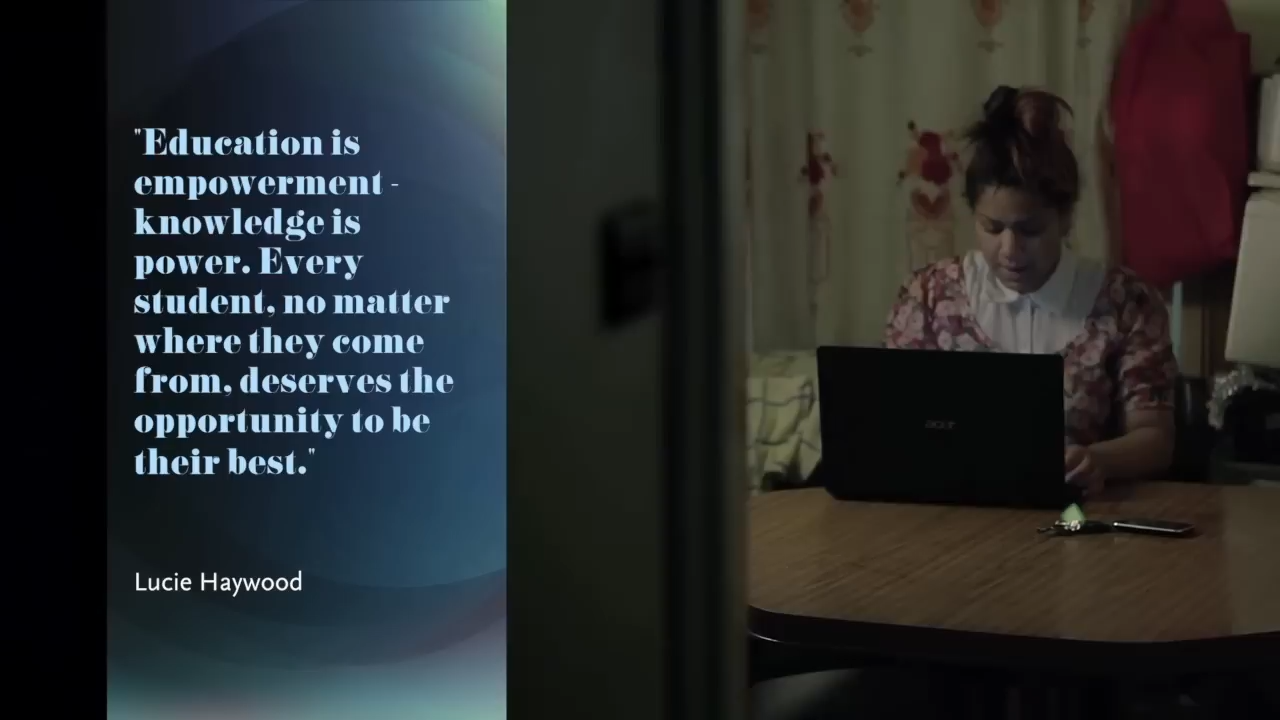 "Education is
empowerment -
knowledge is
power. Every
student, no matter
where they come
from, deserves the
opportunity to be
their best."
Lucie Haywood
acer